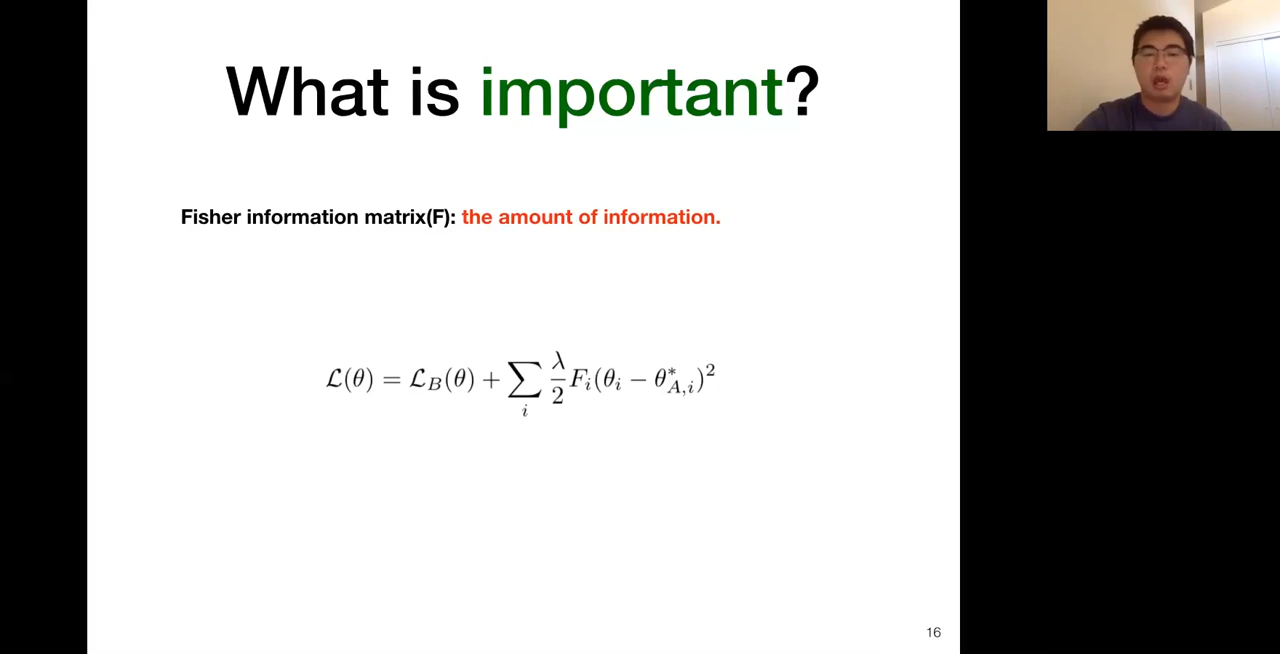 What is important?
Fisher information matrix(F): the amount of information.
ℒ(θ) = ℒ_B(θ) + ∑_i λ/2 F_i(θ_i − θ*_{A,i})²
16